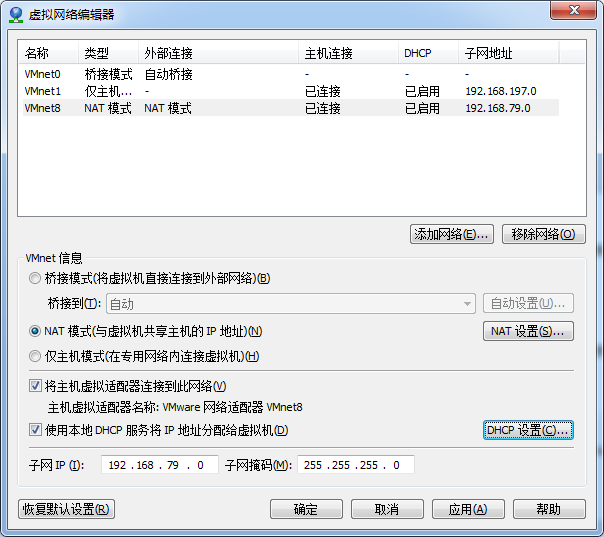 虚拟网络编辑器
名称 类型 外部连接 主机连接 DHCP 子网地址
VMnet0 桥接模式 自动桥接 - - -
VMnet1 仅主机... - 已连接 已启用 192.168.197.0
VMnet8 NAT 模式 NAT 模式 已连接 已启用 192.168.79.0
添加网络(E)... 移除网络(O)
VMnet 信息
桥接模式(将虚拟机直接连接到外部网络)(B)
桥接到(T): 自动 自动设置(U)...
NAT 模式(与虚拟机共享主机的 IP 地址)(N) NAT 设置(S)...
仅主机模式(在专用网络内连接虚拟机)(H)
将主机虚拟适配器连接到此网络(V)
主机虚拟适配器名称: VMware 网络适配器 VMnet8
使用本地 DHCP 服务将 IP 地址分配给虚拟机(D) DHCP 设置(C)...
子网 IP (I): 192 . 168 . 79 . 0 子网掩码(M): 255 . 255 . 255 . 0
恢复默认设置(R) 确定 取消 应用(A) 帮助